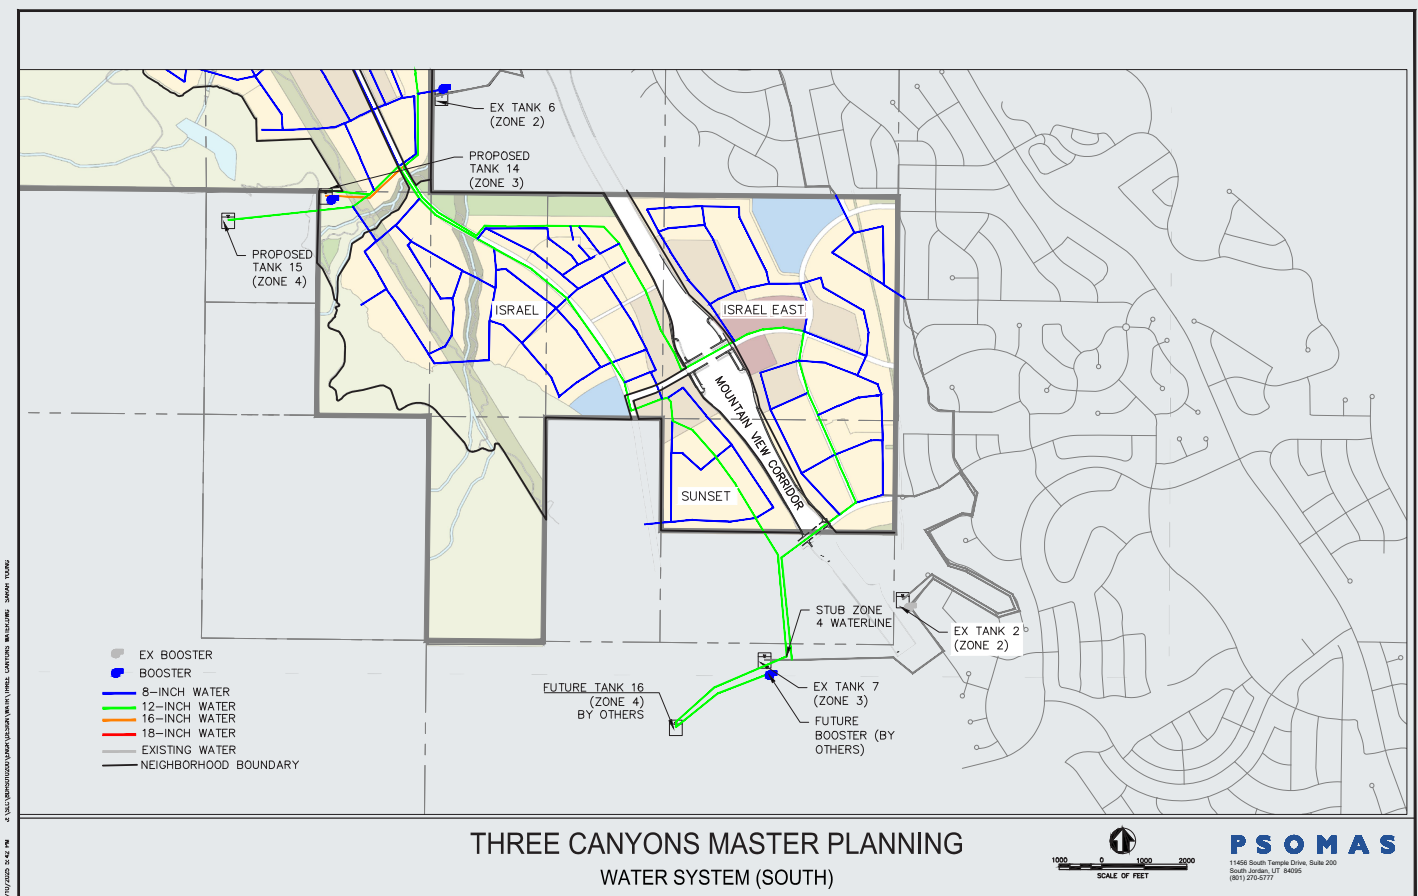 EX TANK 6
(ZONE 2)
PROPOSED
TANK 14
(ZONE 3)
PROPOSED
TANK 15
(ZONE 4)
ISRAEL
ISRAEL EAST
MOUNTAIN VIEW CORRIDOR
SUNSET
STUB ZONE
4 WATERLINE
EX TANK 2
(ZONE 2)
FUTURE TANK 16
(ZONE 4)
BY OTHERS
EX TANK 7
(ZONE 3)
FUTURE
BOOSTER (BY
OTHERS)
EX BOOSTER
BOOSTER
8-INCH WATER
12-INCH WATER
16-INCH WATER
18-INCH WATER
EXISTING WATER
NEIGHBORHOOD BOUNDARY
THREE CANYONS MASTER PLANNING
WATER SYSTEM (SOUTH)
1000 0 1000 2000
SCALE OF FEET
PSOMAS
11456 South Temple Drive, Suite 200
South Jordan, UT 84095
(801) 270-5777